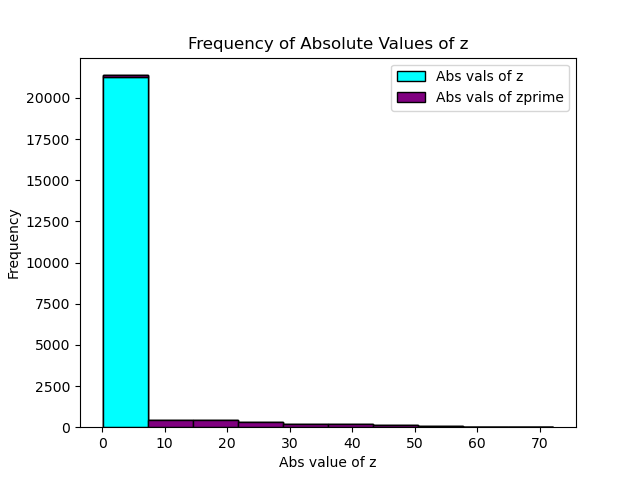 Frequency of Absolute Values of z
Abs vals of z
Abs vals of zprime
20000
17500
15000
12500
10000
7500
5000
2500
0
Frequency
0 10 20 30 40 50 60 70
Abs value of z